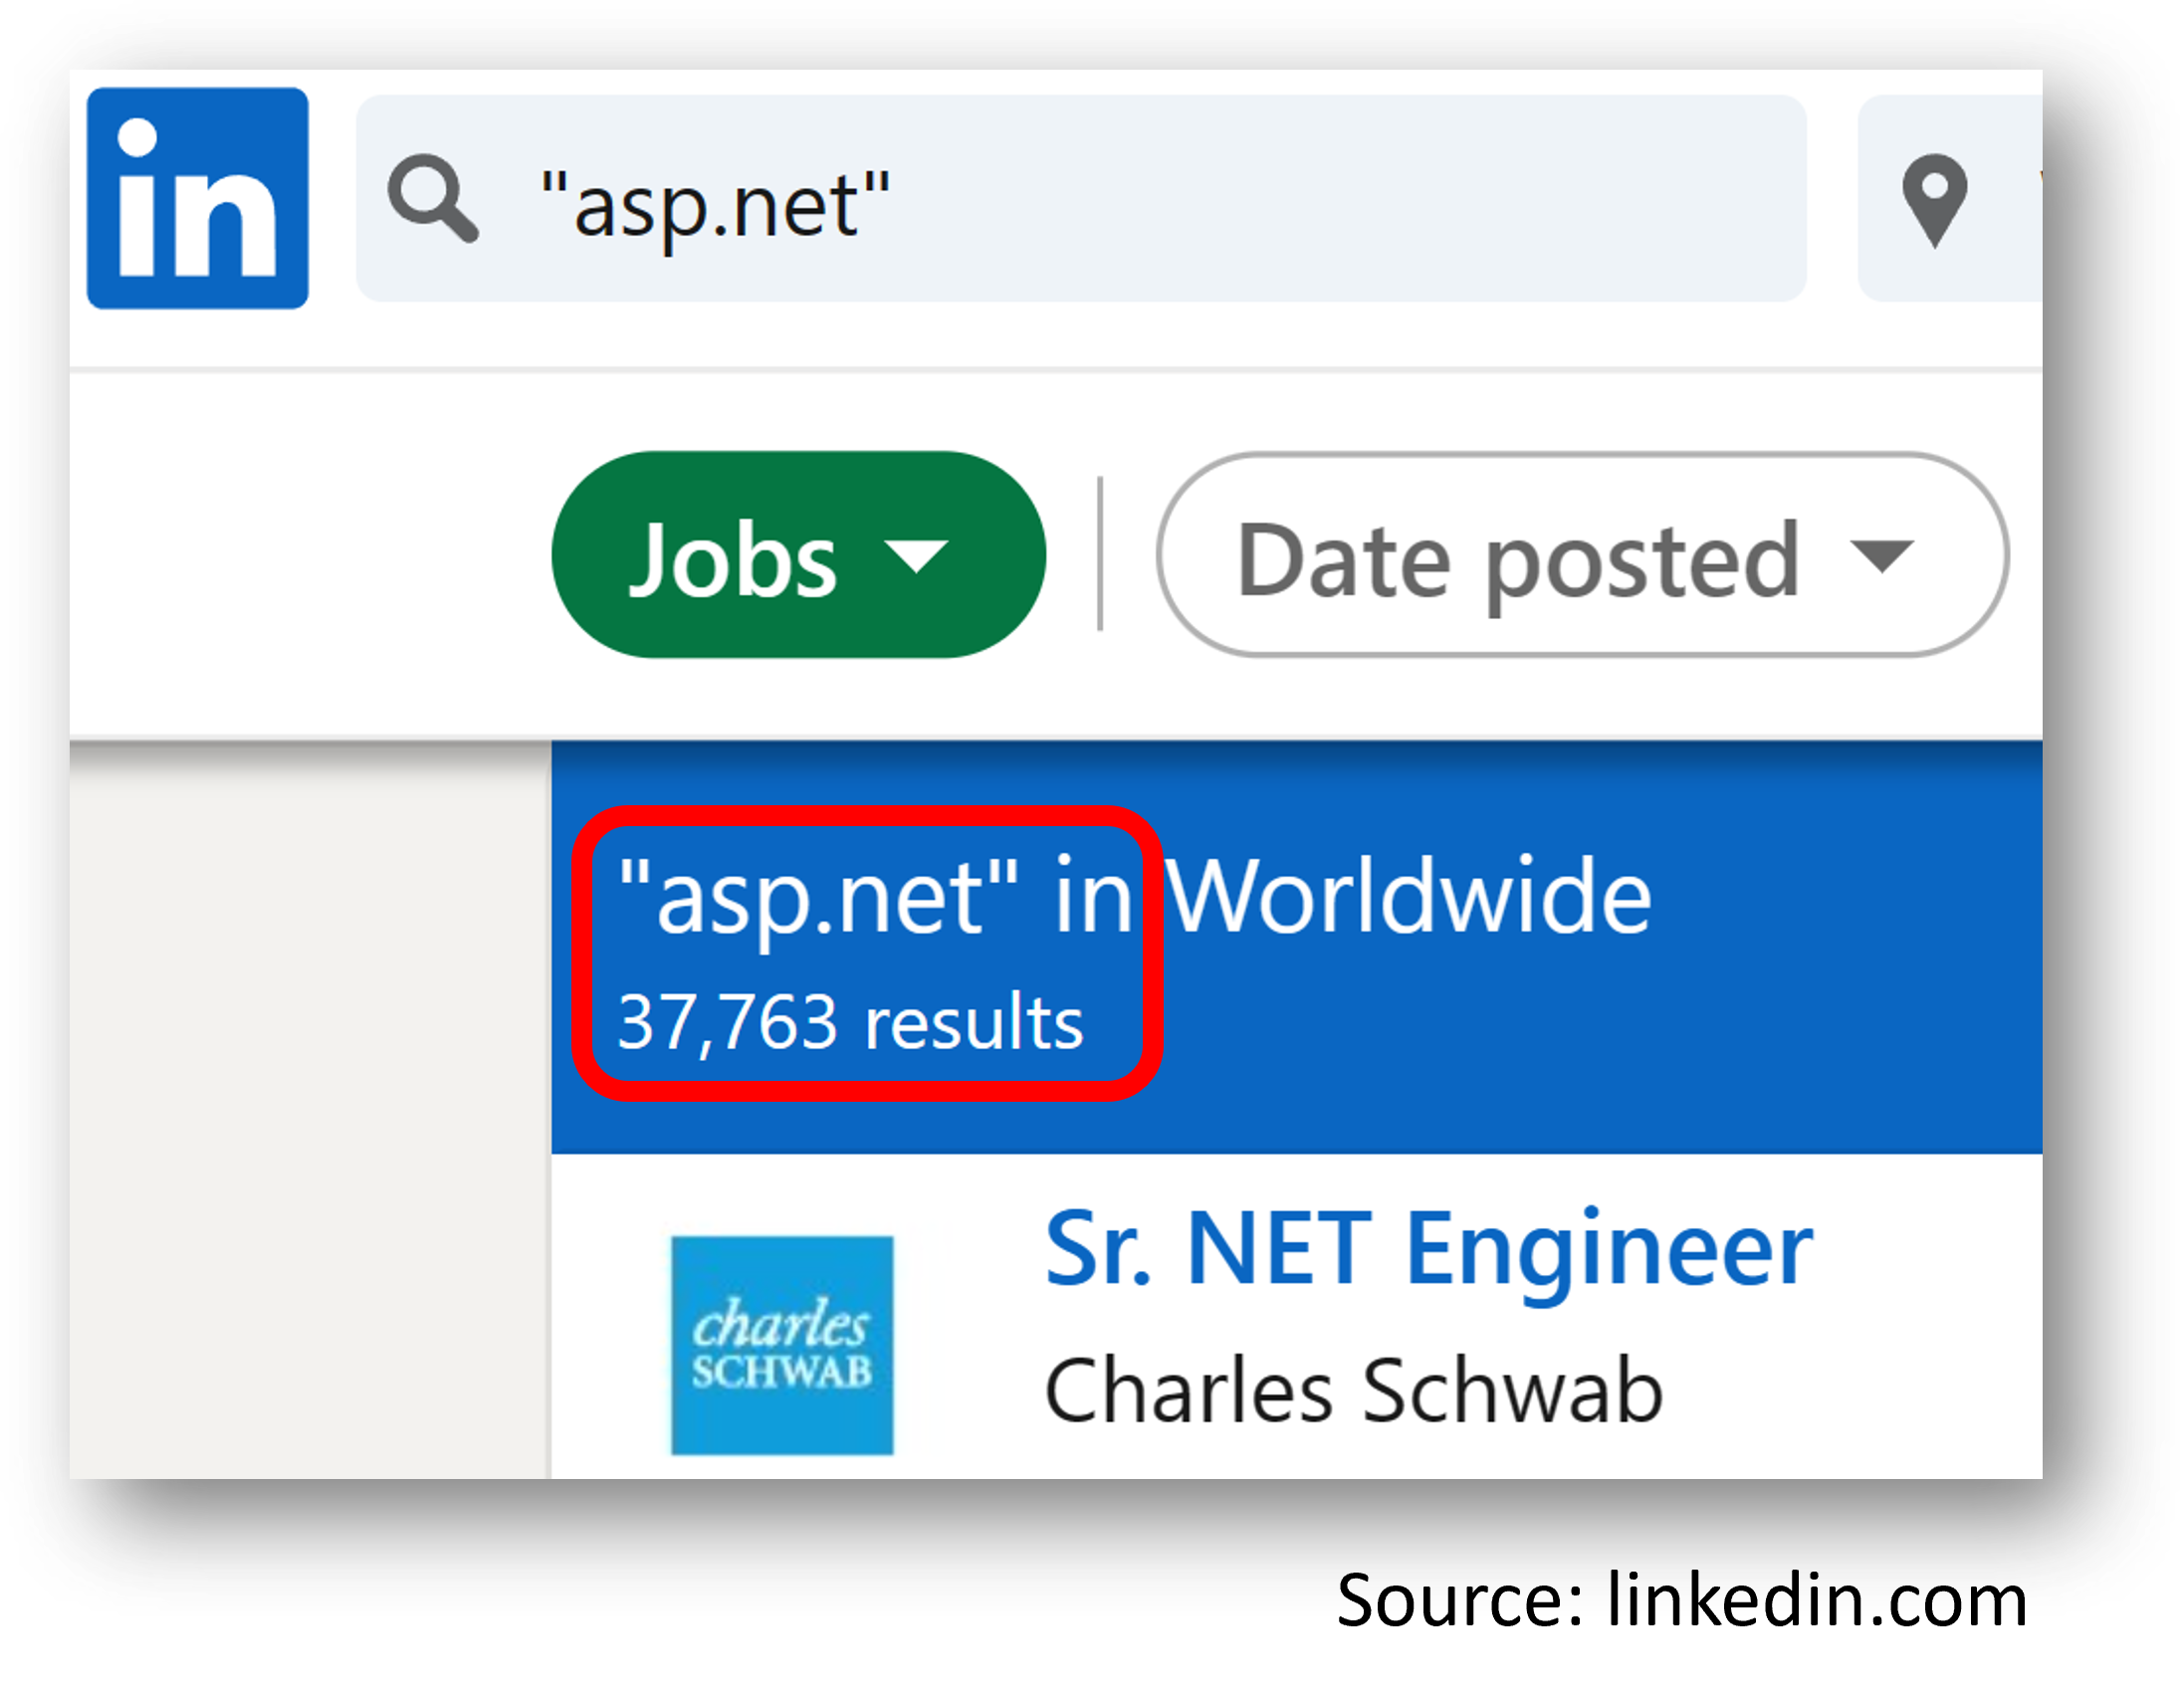 in
"asp.net"
Jobs
Date posted
"asp.net" in Worldwide
37,763 results
Sr. NET Engineer
charles
SCHWAB
Charles Schwab
Source: linkedin.com